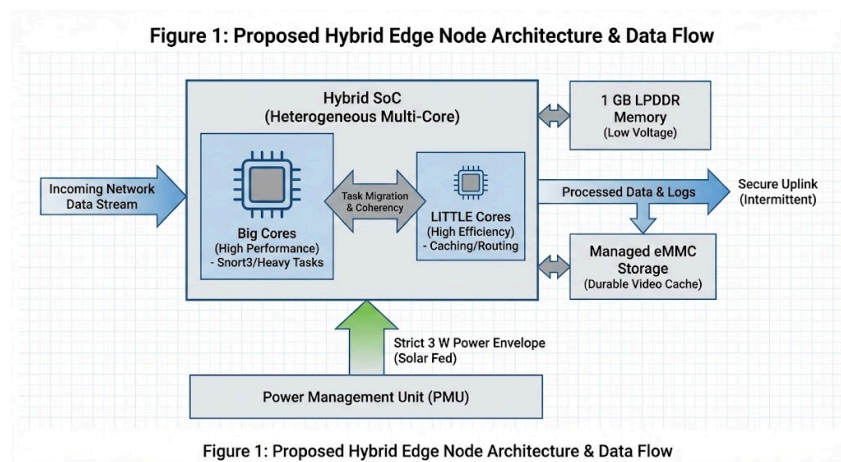 Figure 1: Proposed Hybrid Edge Node Architecture & Data Flow
Hybrid SoC
(Heterogeneous Multi-Core)
1 GB LPDDR
Memory
(Low Voltage)
Incoming Network
Data Stream
Big Cores
(High Performance)
- Snort3/Heavy Tasks
Task Migration
& Coherency
LITTLE Cores
(High Efficiency)
- Caching/Routing
Processed Data & Logs
Secure Uplink
(Intermittent)
Managed eMMC
Storage
(Durable Video Cache)
Strict 3 W Power Envelope
(Solar Fed)
Power Management Unit (PMU)
Figure 1: Proposed Hybrid Edge Node Architecture & Data Flow